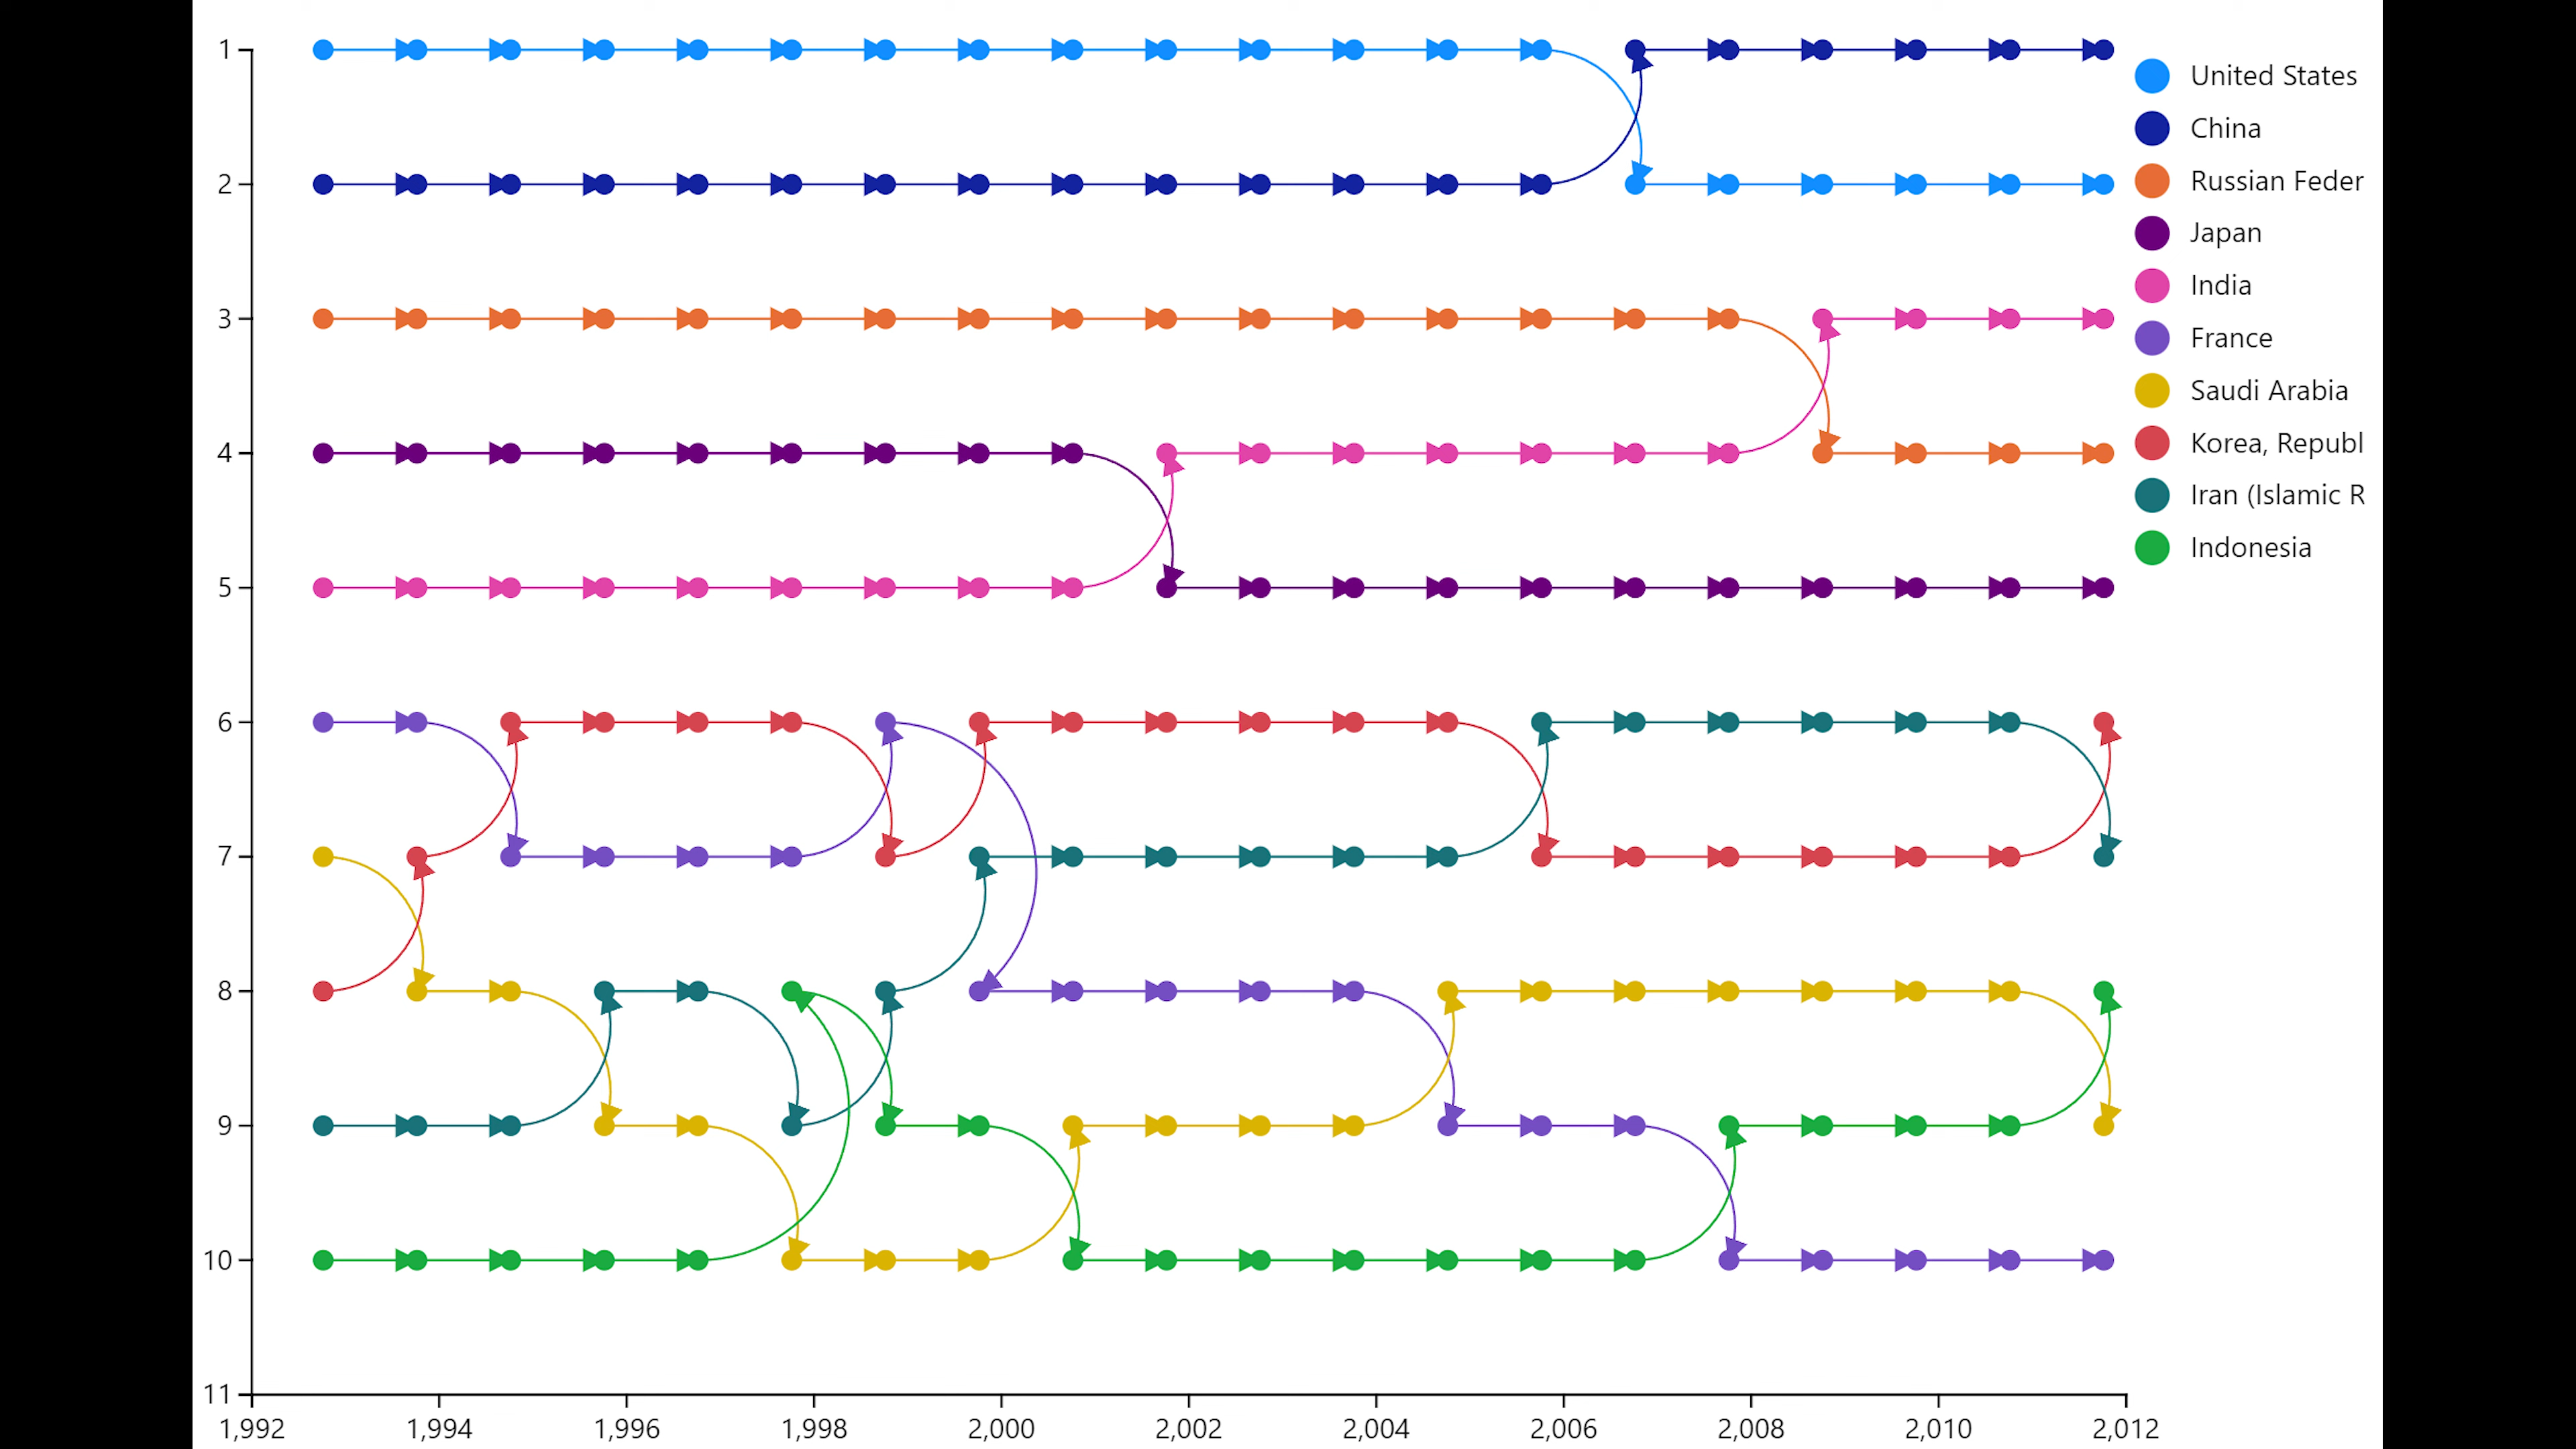 1
2
3
4
5
6
7
8
9
10
11
1,992 1,994 1,996 1,998 2,000 2,002 2,004 2,006 2,008 2,010 2,012
United States
China
Russian Feder
Japan
India
France
Saudi Arabia
Korea, Republ
Iran (Islamic R
Indonesia